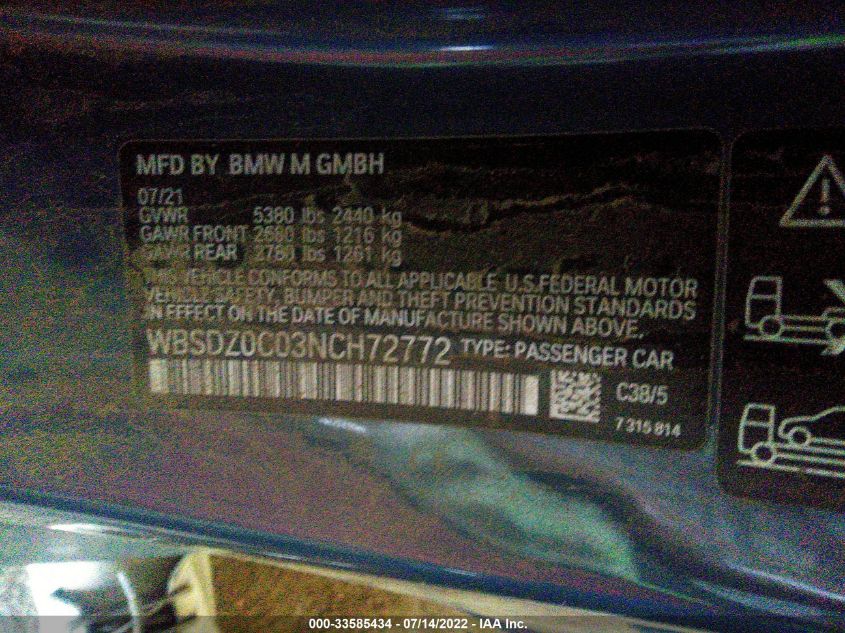 MFD BY BMW M GMBH
07/21
GVWR 5380 lbs 2440 kg
GAWR FRONT 2680 lbs 1216 kg
GAWR REAR 2780 lbs 1261 kg
THIS VEHICLE CONFORMS TO ALL APPLICABLE U.S.FEDERAL MOTOR
VEHICLE SAFETY, BUMPER AND THEFT PREVENTION STANDARDS
IN EFFECT ON THE DATE OF MANUFACTURE SHOWN ABOVE.
WBSDZ0C03NCH72772 TYPE: PASSENGER CAR
C38/5
7 315 814
000-33585434 - 07/14/2022 - IAA Inc.